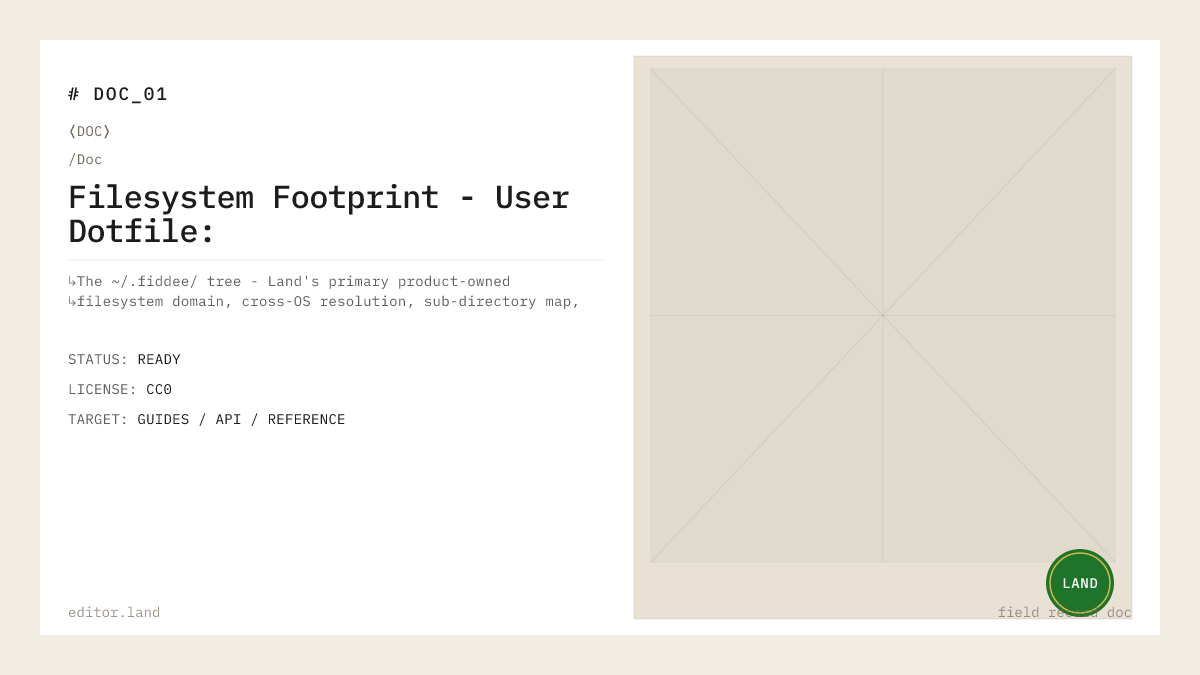 # DOC_01
⟨DOC⟩
/Doc
Filesystem Footprint - User
Dotfile:
↳The ~/.fiddee/ tree - Land's primary product-owned
↳filesystem domain, cross-OS resolution, sub-directory map,
STATUS: READY
LICENSE: CC0
TARGET: GUIDES / API / REFERENCE
LAND
editor.land
field record doc